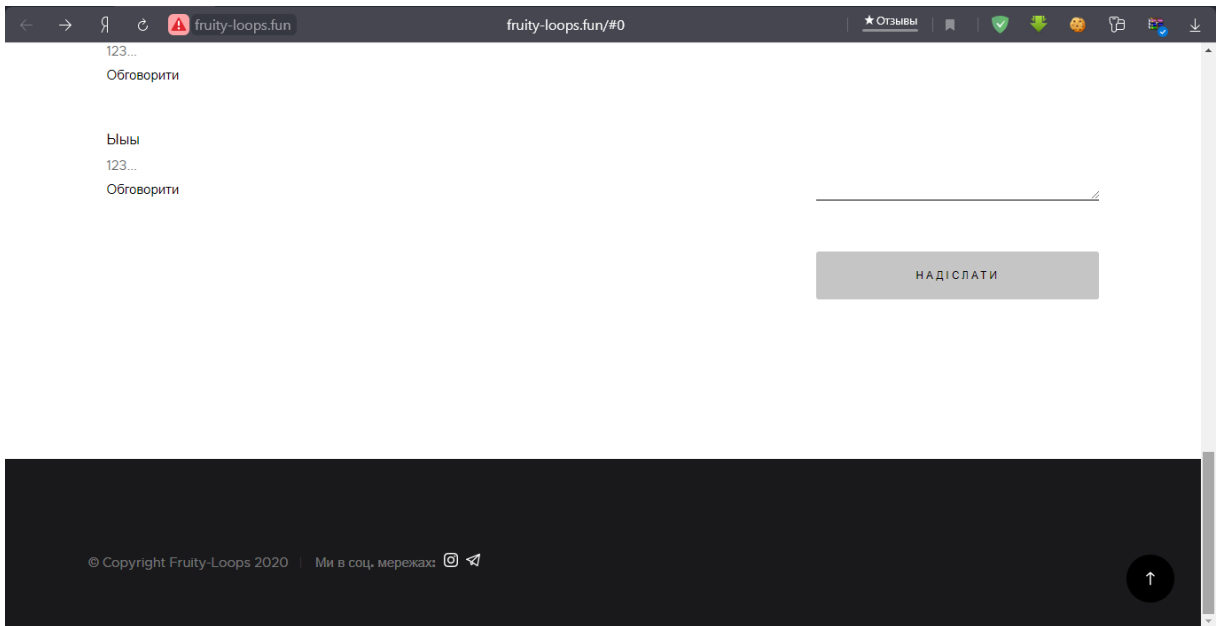 Я fruity-loops.fun fruity-loops.fun/#0 ★ Отзывы
123...
Обговорити
Ыыы
123...
Обговорити
НАДІСЛАТИ
© Copyright Fruity-Loops 2020 | Ми в соц. мережах: